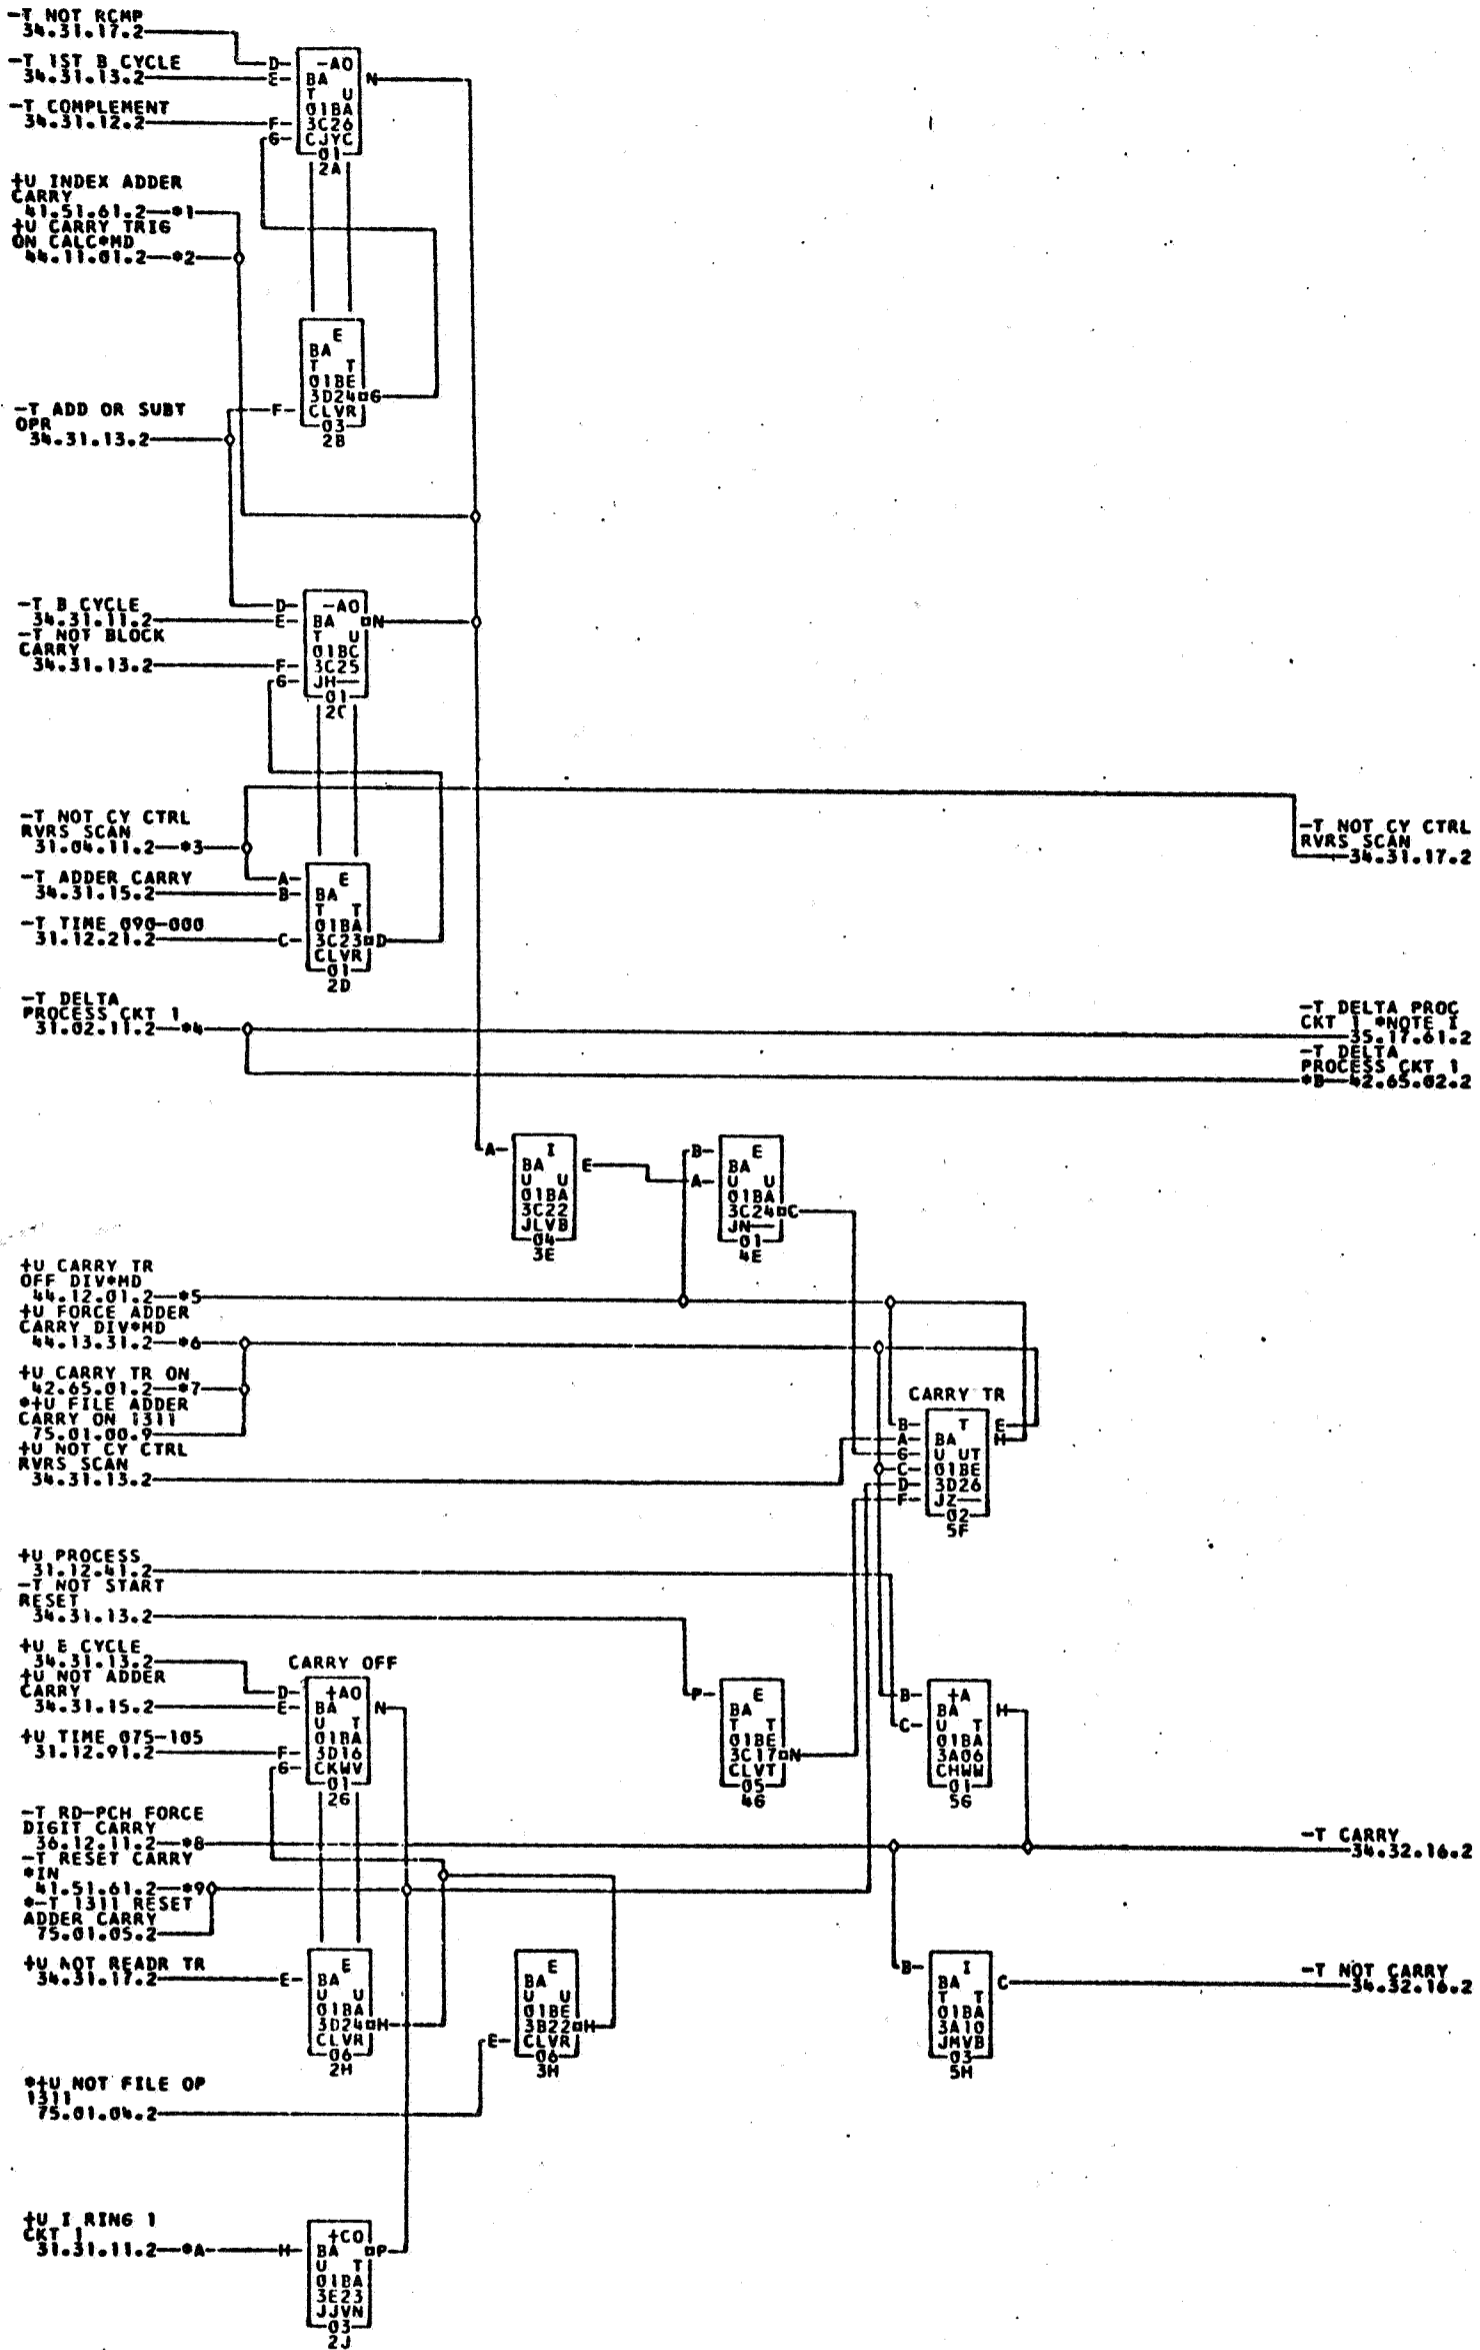 -T NOT RCMP
34.31.17.2
-T 1ST B CYCLE
34.31.13.2
-T COMPLEMENT
34.31.12.2
D
E
F
G
-AO
BA N
T U
01BA
3C26
CJYC
01
2A
+U INDEX ADDER
CARRY
41.51.61.2 *1
+U CARRY TRIG
ON CALC*MD
44.11.01.2 *2
E
BA
T T
01BE
3D24 G
F CLVR
03
2B
-T ADD OR SUBT
OPR
34.31.13.2
-T B CYCLE
34.31.11.2
-T NOT BLOCK
CARRY
34.31.13.2
D
E
F
G
-AO
BA N
T U
01BC
3C25
JH--
01
2C
-T NOT CY CTRL
RVRS SCAN
31.04.11.2 *3
-T ADDER CARRY
34.31.15.2
-T TIME 090-000
31.12.21.2
A
B
C
E
BA
T T
01BA
3C23 D
CLVR
01
2D
-T NOT CY CTRL
RVRS SCAN
34.31.17.2
-T DELTA
PROCESS CKT 1
31.02.11.2 *4
-T DELTA PROC
CKT 1 *NOTE I
35.17.61.2
-T DELTA
PROCESS CKT 1
*B 42.65.02.2
A I
BA E
U U
01BA
3C22
JLVB
04
3E
B E
BA
A U U
01BA
3C24 C
JN--
01
4E
+U CARRY TR
OFF DIV*MD
44.12.01.2 *5
+U FORCE ADDER
CARRY DIV*MD
44.13.31.2 *6
+U CARRY TR ON
42.65.01.2 *7
*+U FILE ADDER
CARRY ON 1311
75.01.00.9
+U NOT CY CTRL
RVRS SCAN
34.31.13.2
CARRY TR
B T E
A BA H
G U UT
C 01BE
D 3D26
F JZ--
02
5F
+U PROCESS
31.12.41.2
-T NOT START
RESET
34.31.13.2
+U E CYCLE
34.31.13.2
+U NOT ADDER
CARRY
34.31.15.2
+U TIME 075-105
31.12.91.2
CARRY OFF
D +AO
E BA N
U T
01BA
F 3D16
G CKWV
01
2G
P E
BA
T T
01BE
3C17 N
CLVT
05
4G
B +A
BA H
C U T
01BA
3A06
CHWW
01
5G
-T RD-PCH FORCE
DIGIT CARRY
36.12.11.2 *8
-T RESET CARRY
*IN
41.51.61.2 *9
*-T 1311 RESET
ADDER CARRY
75.01.05.2
-T CARRY
34.32.16.2
+U NOT READR TR
34.31.17.2
E
E BA
U U
01BA
3D24 H
CLVR
06
2H
E
BA
U U
01BE
3B22 H
E CLVR
06
3H
B I
BA C
T T
01BA
3A10
JMVB
03
5H
-T NOT CARRY
34.32.16.2
*+U NOT FILE OP
1311
75.01.04.2
+U I RING 1
CKT 1
31.31.11.2 *A
H
+CO
BA P
U T
01BA
3E23
JJVN
03
2J